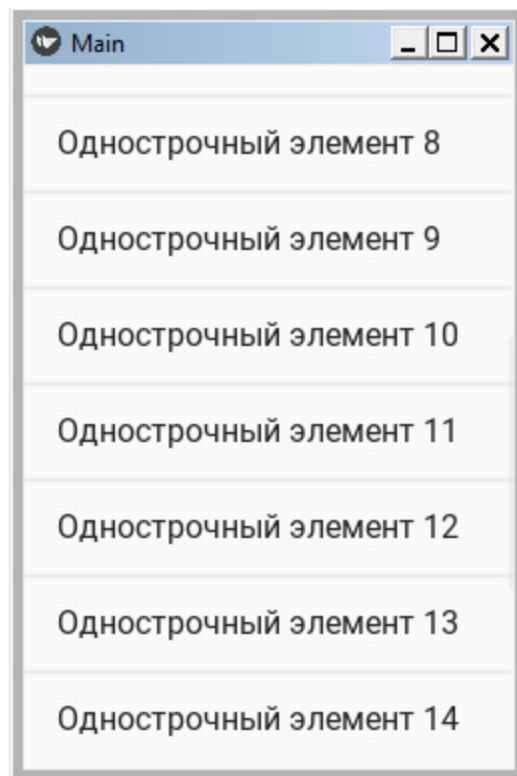 Main
Однострочный элемент 8
Однострочный элемент 9
Однострочный элемент 10
Однострочный элемент 11
Однострочный элемент 12
Однострочный элемент 13
Однострочный элемент 14